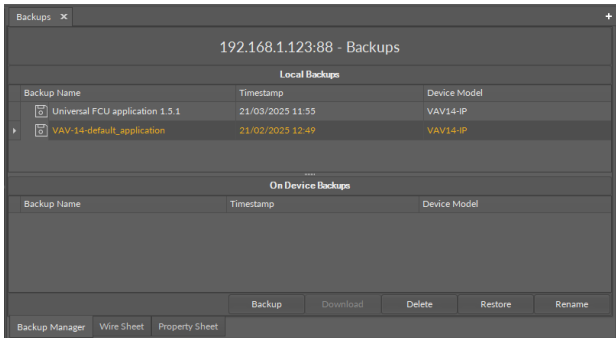 Backups ✕ +
192.168.1.123:88 - Backups
Local Backups
Backup Name Timestamp Device Model
Universal FCU application 1.5.1 21/03/2025 11:55 VAV14-IP
VAV-14-default_application 21/02/2025 12:49 VAV14-IP
On Device Backups
Backup Name Timestamp Device Model
Backup Download Delete Restore Rename
Backup Manager Wire Sheet Property Sheet